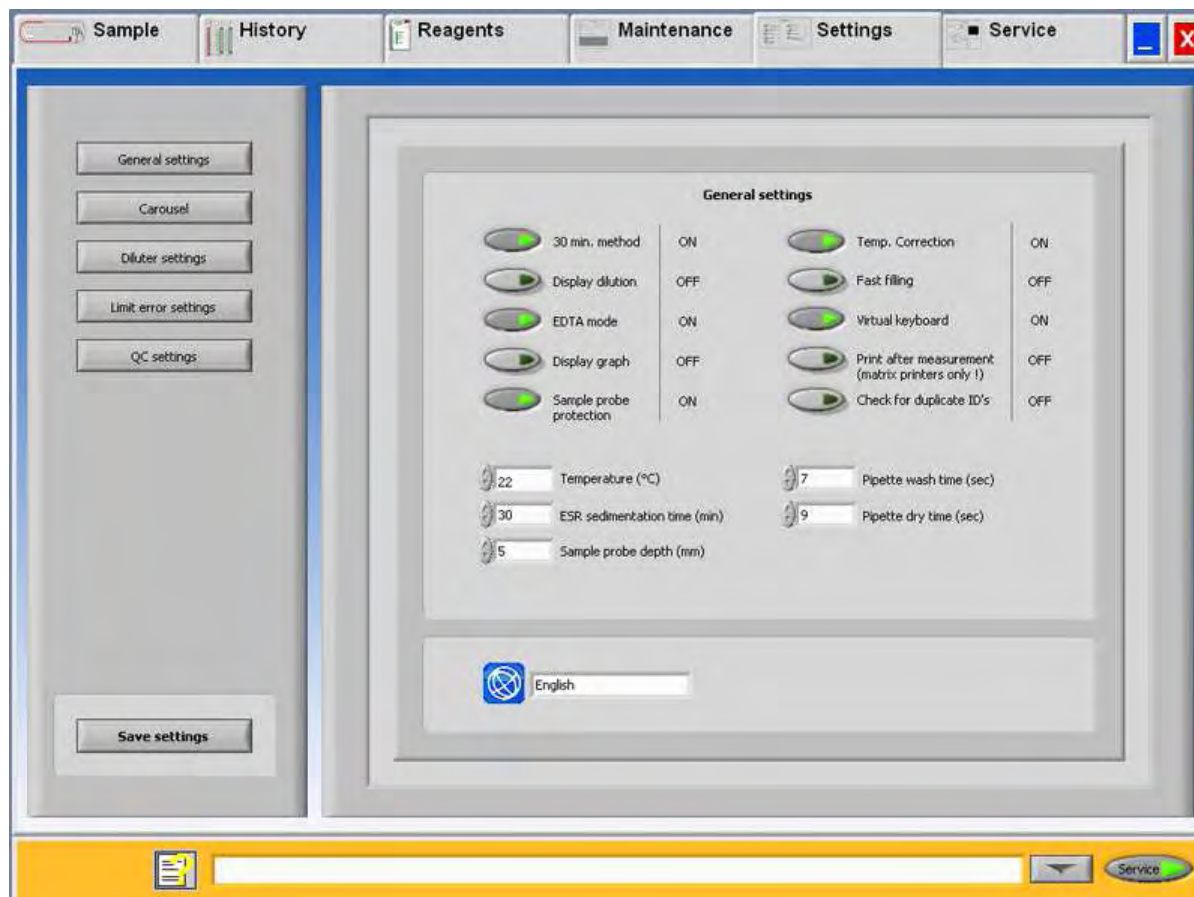 Sample
History
Reagents
Maintenance
Settings
Service
X
General settings
Carousel
Diluter settings
Limit error settings
QC settings
Save settings
General settings
30 min. method ON
Display dilution OFF
EDTA mode ON
Display graph OFF
Sample probe
protection ON
Temp. Correction ON
Fast filling OFF
Virtual keyboard ON
Print after measurement OFF
(matrix printers only !)
Check for duplicate ID's OFF
22 Temperature (°C)
30 ESR sedimentation time (min)
5 Sample probe depth (mm)
7 Pipette wash time (sec)
9 Pipette dry time (sec)
English
Service